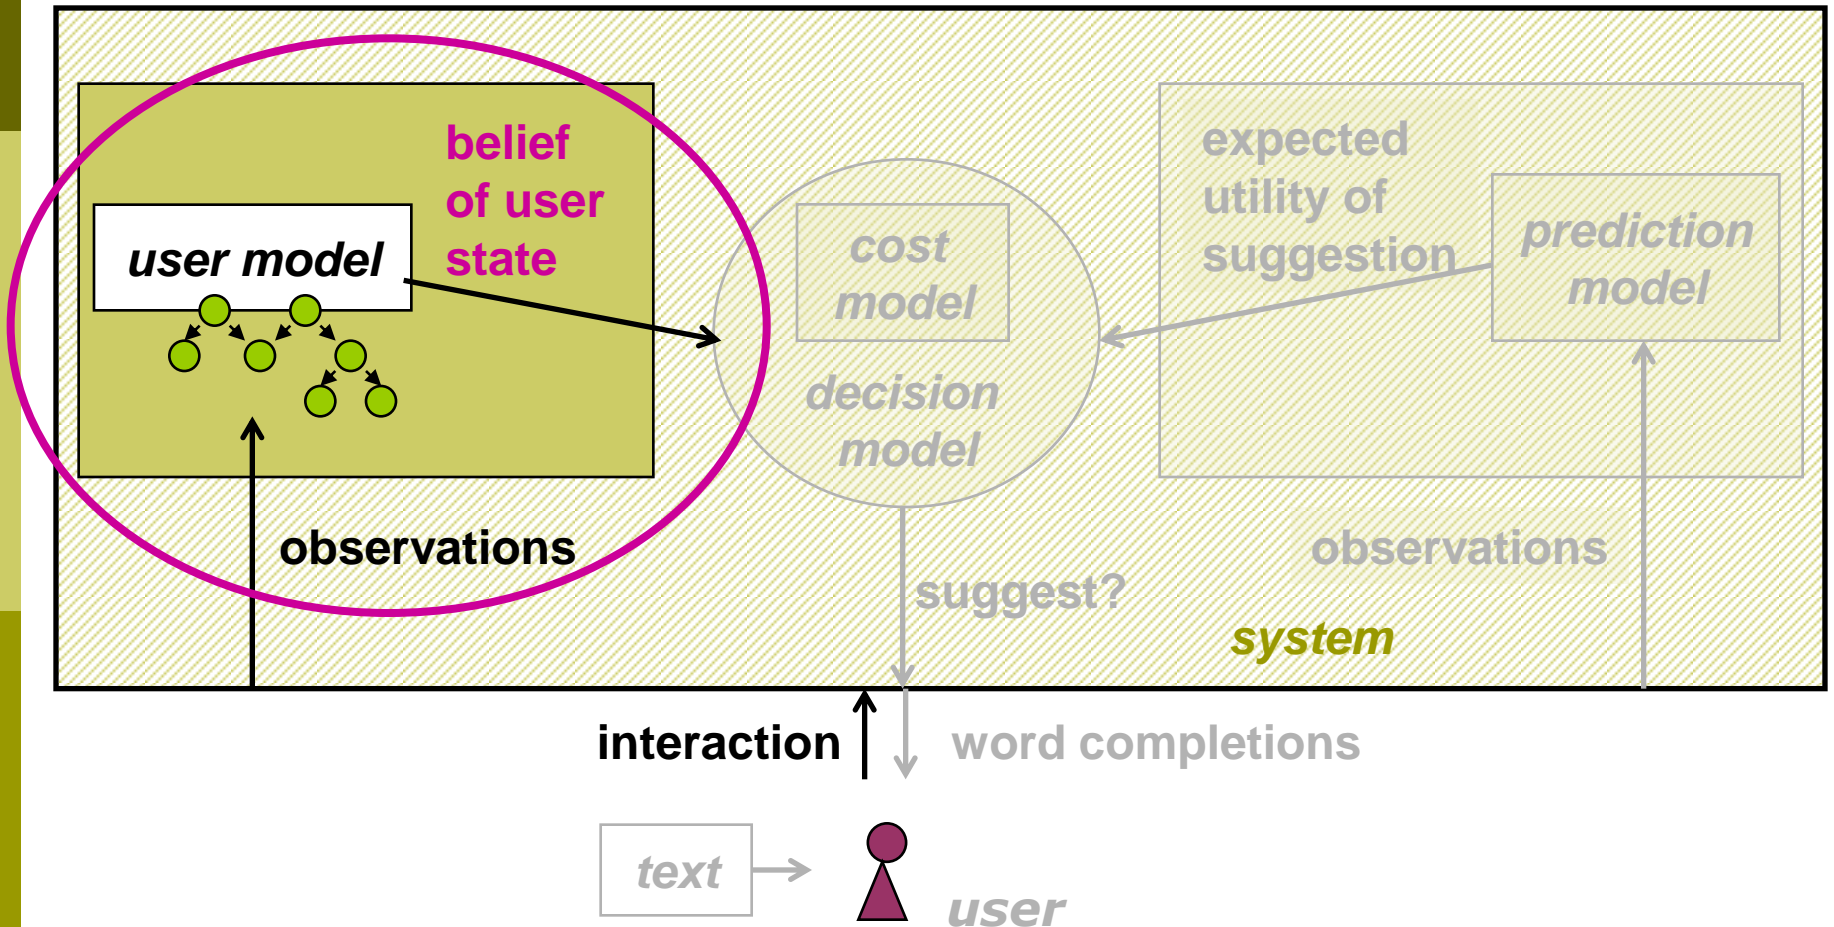 belief
of user
state
user model
observations
cost
model
decision
model
suggest?
expected
utility of
suggestion
prediction
model
observations
system
interaction
word completions
text
user